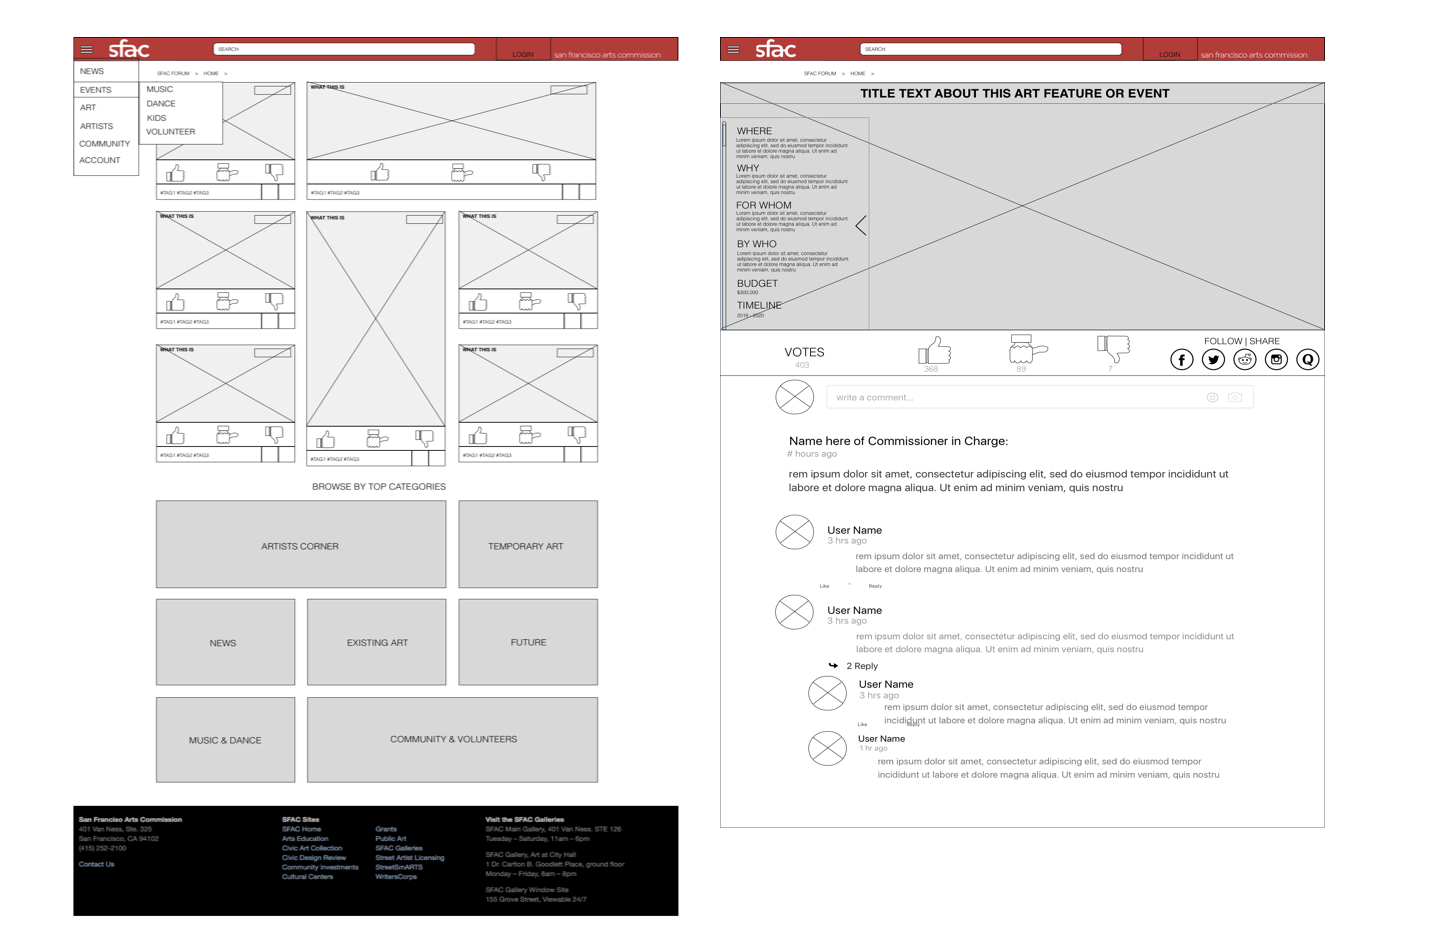 sfac
SEARCH
LOGIN
san francisco arts commission
NEWS
EVENTS
ART
ARTISTS
COMMUNITY
ACCOUNT
MUSIC
DANCE
KIDS
VOLUNTEER
SFAC FORUM > HOME >
WHAT THIS IS
#TAG1 #TAG2 #TAG3
#TAG1 #TAG2 #TAG3
WHAT THIS IS
WHAT THIS IS
WHAT THIS IS
#TAG1 #TAG2 #TAG3
#TAG1 #TAG2 #TAG3
WHAT THIS IS
WHAT THIS IS
#TAG1 #TAG2 #TAG3
#TAG1 #TAG2 #TAG3
#TAG1 #TAG2 #TAG3
BROWSE BY TOP CATEGORIES
ARTISTS CORNER
TEMPORARY ART
NEWS
EXISTING ART
FUTURE
MUSIC & DANCE
COMMUNITY & VOLUNTEERS
San Franciso Arts Commission
401 Van Ness, Ste. 325
San Francisco, CA 94102
(415) 252-2100
Contact Us
SFAC Sites
SFAC Home
Arts Education
Civic Art Collection
Civic Design Review
Community Investments
Cultural Centers
Grants
Public Art
SFAC Galleries
Street Artist Licensing
StreetSmARTS
WritersCorps
Visit the SFAC Galleries
SFAC Main Gallery, 401 Van Ness. STE 126
Tuesday – Saturday, 11am – 6pm
SFAC Gallery, Art at City Hall
1 Dr. Carlton B. Goodlett Place, ground floor
Monday – Friday, 8am – 8pm
SFAC Gallery Window Site
155 Grove Street, Viewable 24/7
sfac
SEARCH
LOGIN
san francisco arts commission
SFAC FORUM > HOME >
TITLE TEXT ABOUT THIS ART FEATURE OR EVENT
WHERE
Lorem ipsum dolor sit amet, consectetur
adipiscing elit, sed do eiusmod tempor incididunt
ut labore et dolore magna aliqua. Ut enim ad
minim veniam, quis nostru
WHY
Lorem ipsum dolor sit amet, consectetur
adipiscing elit, sed do eiusmod tempor incididunt
ut labore et dolore magna aliqua. Ut enim ad
minim veniam, quis nostru
FOR WHOM
Lorem ipsum dolor sit amet, consectetur
adipiscing elit, sed do eiusmod tempor incididunt
ut labore et dolore magna aliqua. Ut enim ad
minim veniam, quis nostru
BY WHO
Lorem ipsum dolor sit amet, consectetur
adipiscing elit, sed do eiusmod tempor incididunt
ut labore et dolore magna aliqua. Ut enim ad
minim veniam, quis nostru
BUDGET
$300,000
TIMELINE
2018 - 2020
VOTES
403
368
89
7
FOLLOW | SHARE
write a comment...
Name here of Commissioner in Charge:
# hours ago
rem ipsum dolor sit amet, consectetur adipiscing elit, sed do eiusmod tempor incididunt ut
labore et dolore magna aliqua. Ut enim ad minim veniam, quis nostru
User Name
3 hrs ago
rem ipsum dolor sit amet, consectetur adipiscing elit, sed do eiusmod tempor incididunt ut
labore et dolore magna aliqua. Ut enim ad minim veniam, quis nostru
Like Reply
User Name
3 hrs ago
rem ipsum dolor sit amet, consectetur adipiscing elit, sed do eiusmod tempor incididunt ut
labore et dolore magna aliqua. Ut enim ad minim veniam, quis nostru
2 Reply
User Name
3 hrs ago
rem ipsum dolor sit amet, consectetur adipiscing elit, sed do eiusmod tempor
incididunt ut labore et dolore magna aliqua. Ut enim ad minim veniam, quis nostru
Like Reply
User Name
1 hr ago
rem ipsum dolor sit amet, consectetur adipiscing elit, sed do eiusmod tempor
incididunt ut labore et dolore magna aliqua. Ut enim ad minim veniam, quis nostru